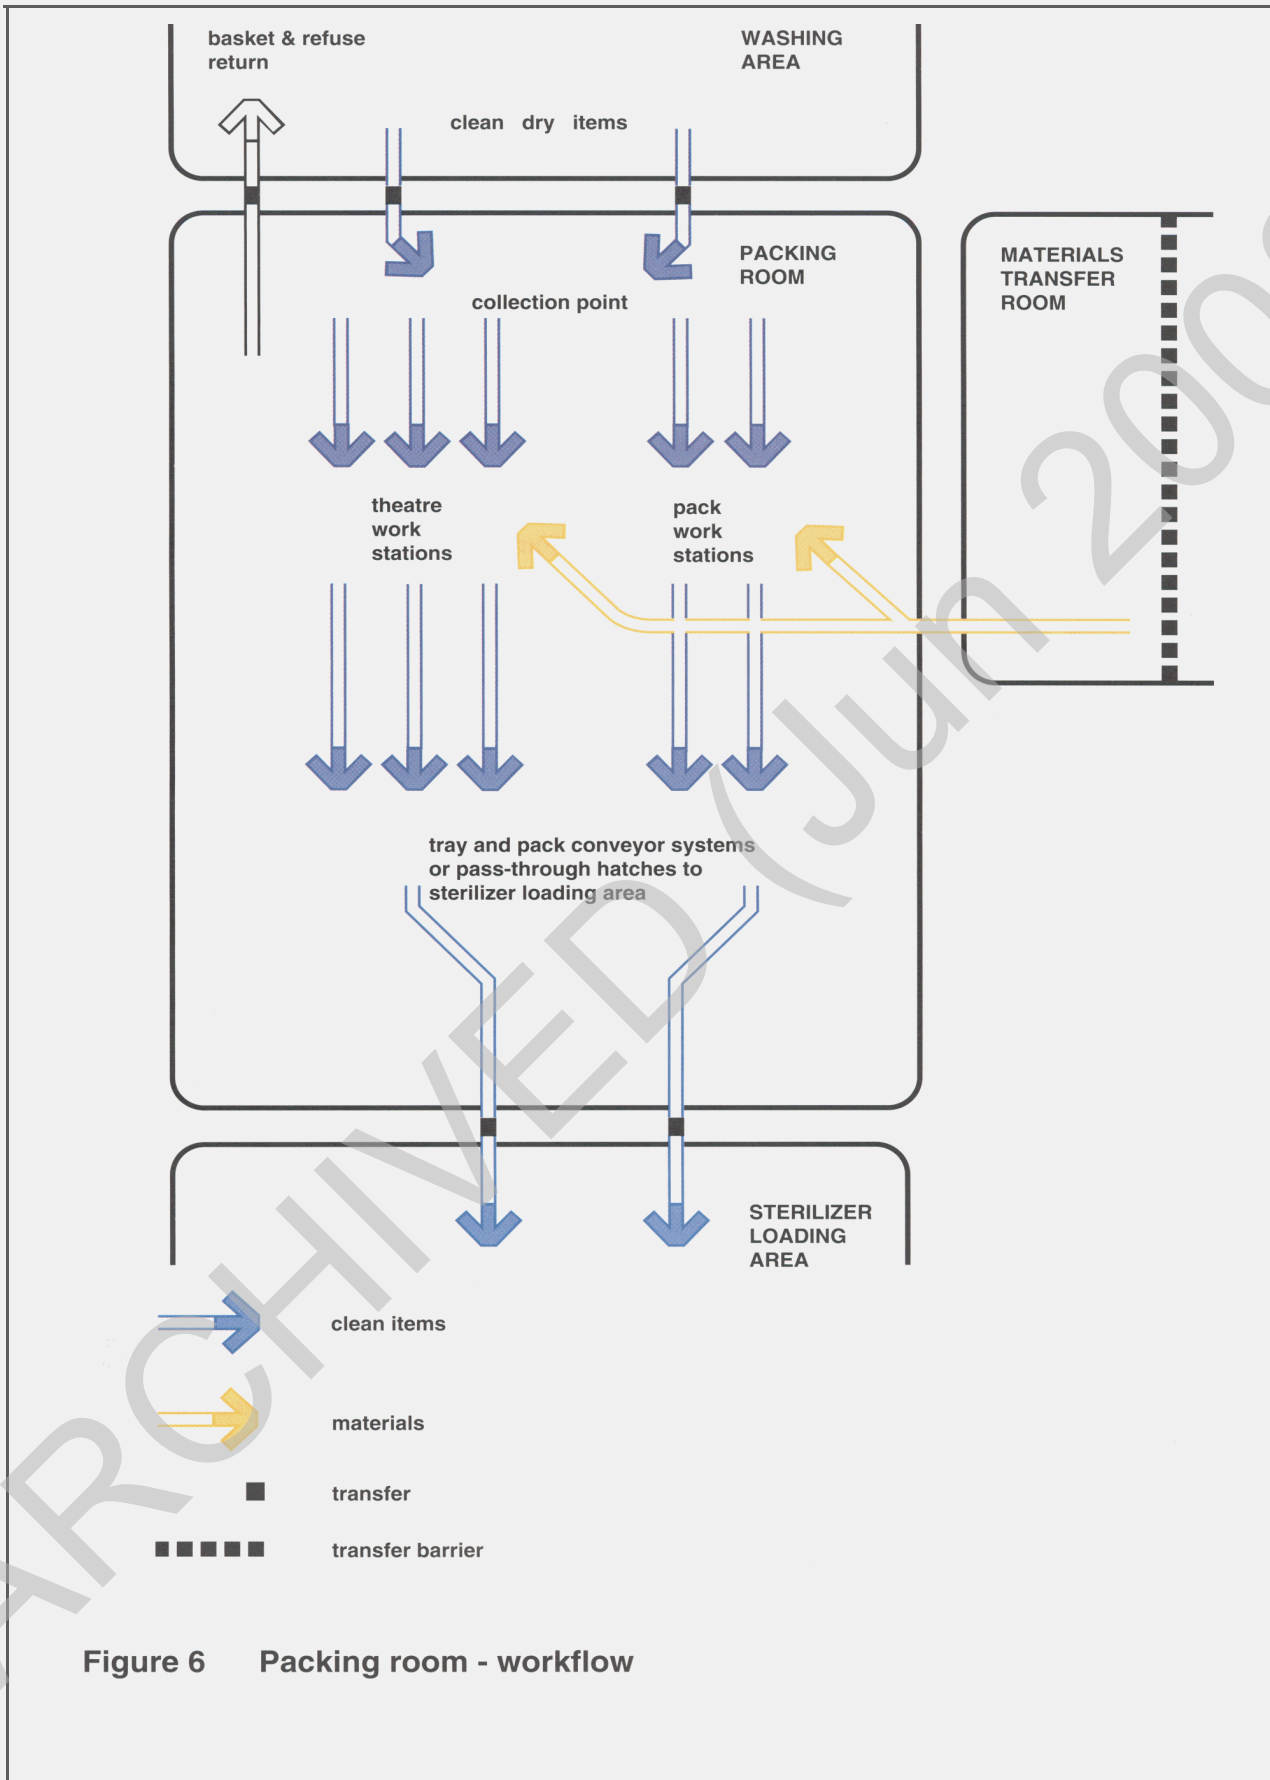 basket & refuse
return
WASHING
AREA
clean dry items
PACKING
ROOM
MATERIALS
TRANSFER
ROOM
collection point
theatre
work
stations
pack
work
stations
tray and pack conveyor systems
or pass-through hatches to
sterilizer loading area
STERILIZER
LOADING
AREA
clean items
materials
transfer
transfer barrier
Figure 6 Packing room - workflow
ARCHIVED (Jun 200